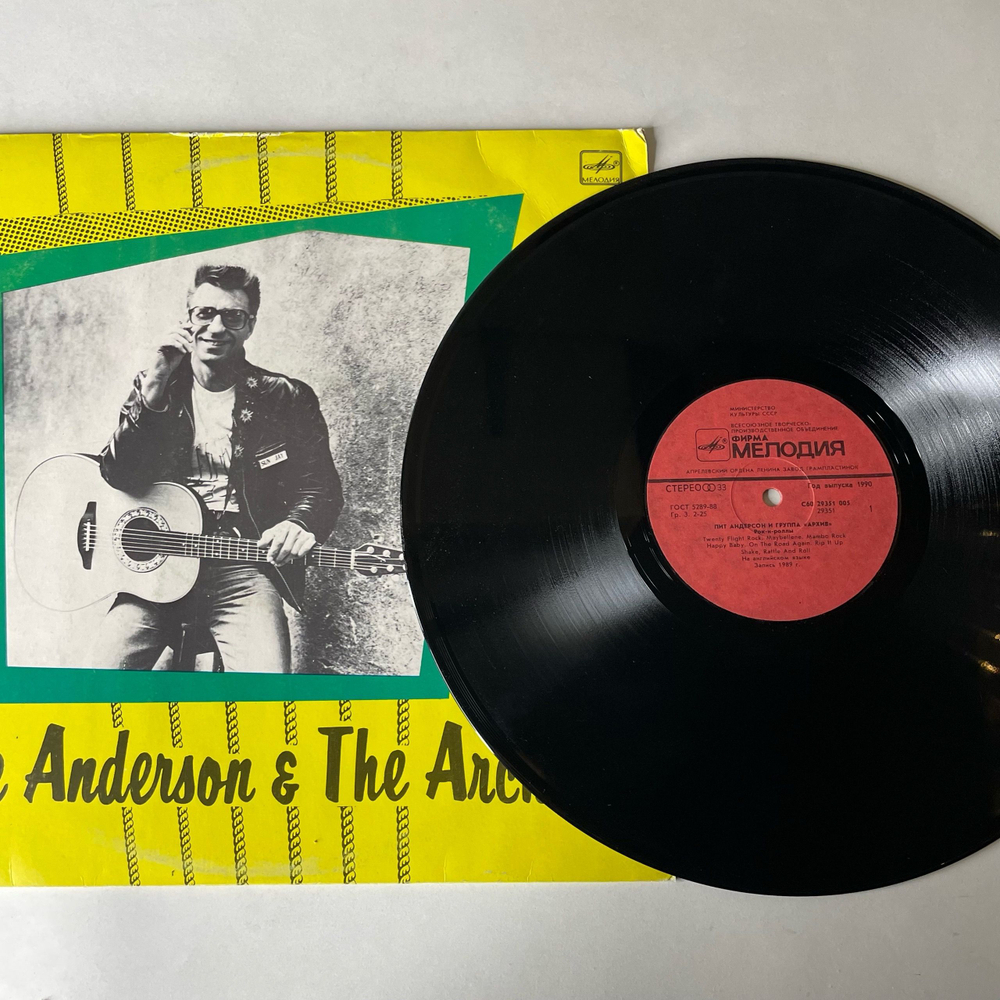 МЕЛОДИЯ
Anderson & The Arc
МИНИСТЕРСТВО
КУЛЬТУРЫ СССР
ВСЕСОЮЗНОЕ ТВОРЧЕСКО-
ПРОИЗВОДСТВЕННОЕ ОБЪЕДИНЕНИЕ
ФИРМА
МЕЛОДИЯ
АПРЕЛЕВСКИЙ ОРДЕНА ЛЕНИНА ЗАВОД ГРАМПЛАСТИНОК
СТЕРЕО 33
Год выпуска 1990
ГОСТ 5289-88
С60 29351 005
Гр. 3. 2-25
29351
1
ПИТ АНДЕРСОН И ГРУППА «АРХИВ»
Рок-н-роллы
Twenty Flight Rock. Maybellene. Mambo Rock
Happy Baby. On The Road Again. Rip It Up
Shake, Rattle And Roll
На английском языке
Запись 1989 г.